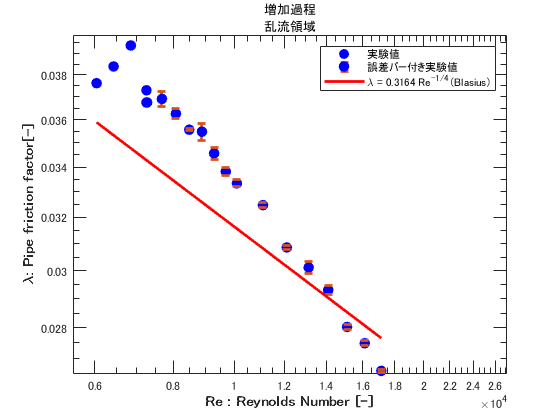 増加過程
乱流領域
実験値
誤差バー付き実験値
λ = 0.3164 Re^-1/4 (Blasius)
λ: Pipe friction factor[-]
0.038
0.036
0.034
0.032
0.03
0.028
0.6 0.8 1 1.2 1.4 1.6 1.8 2 2.2 2.4 2.6
×10^4
Re : Reynolds Number [-]